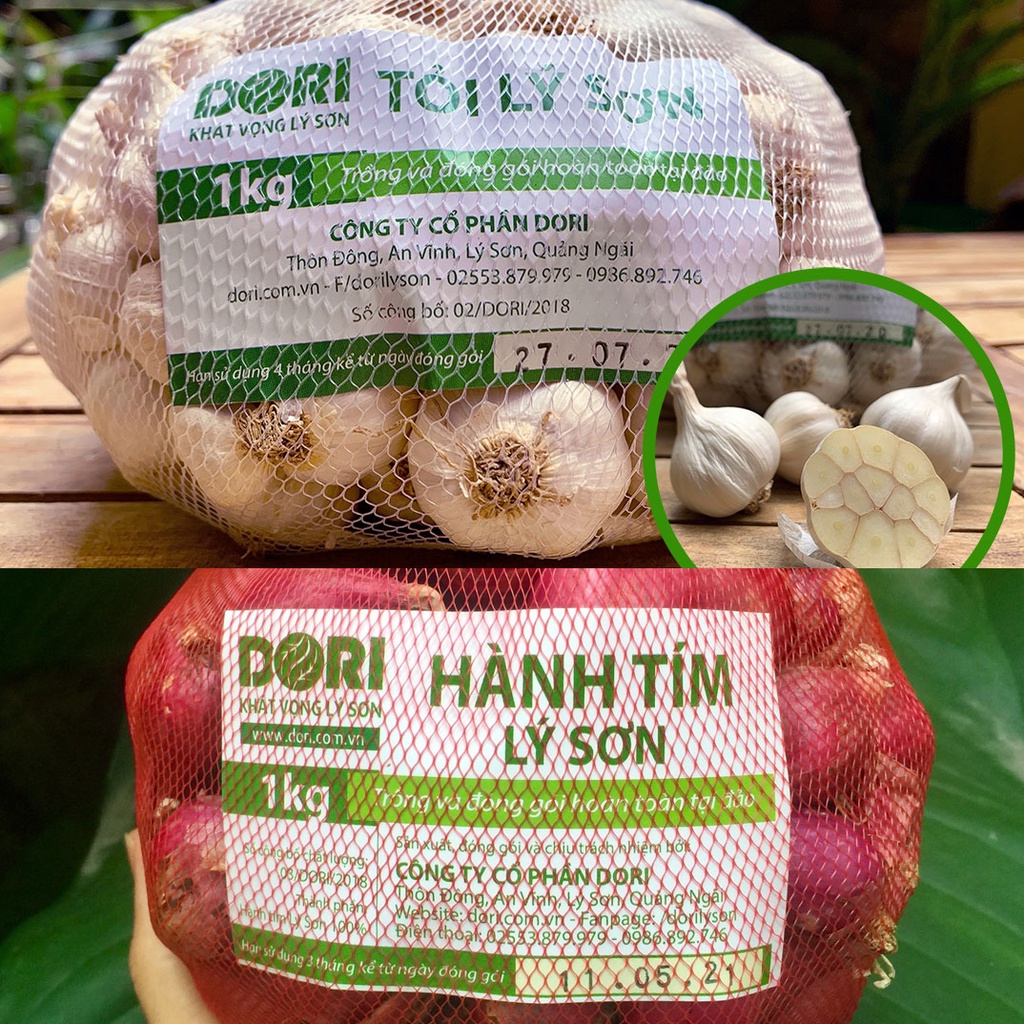 DORI TỎI LÝ SƠN
KHÁT VỌNG LÝ SƠN
1kg Trồng và đóng gói hoàn toàn tại đảo
CÔNG TY CỔ PHẦN DORI
Thôn Đông, An Vĩnh, Lý Sơn, Quảng Ngãi
dori.com.vn - F/dorilyson - 02553.879.979 - 0986.892.746
Số công bố: 02/DORI/2018
Hạn sử dụng 4 tháng kể từ ngày đóng gói 27.07.
27.07.20
DORI
KHÁT VỌNG LÝ SƠN
www.dori.com.vn
HÀNH TÍM
LÝ SƠN
1kg Trồng và đóng gói hoàn toàn tại đảo
Số công bố chất lượng:
03/DORI/2018
Thành phần
Hành tím Lý Sơn 100%
Sản xuất, đóng gói và chịu trách nhiệm bởi:
CÔNG TY CỔ PHẦN DORI
Thôn Đông, An Vĩnh, Lý Sơn, Quảng Ngãi
Website: dori.com.vn - Fanpage: /dorilyson
Điện thoại: 02553.879.979 - 0986.892.746
Hạn sử dụng 3 tháng kể từ ngày đóng gói 11.05.21